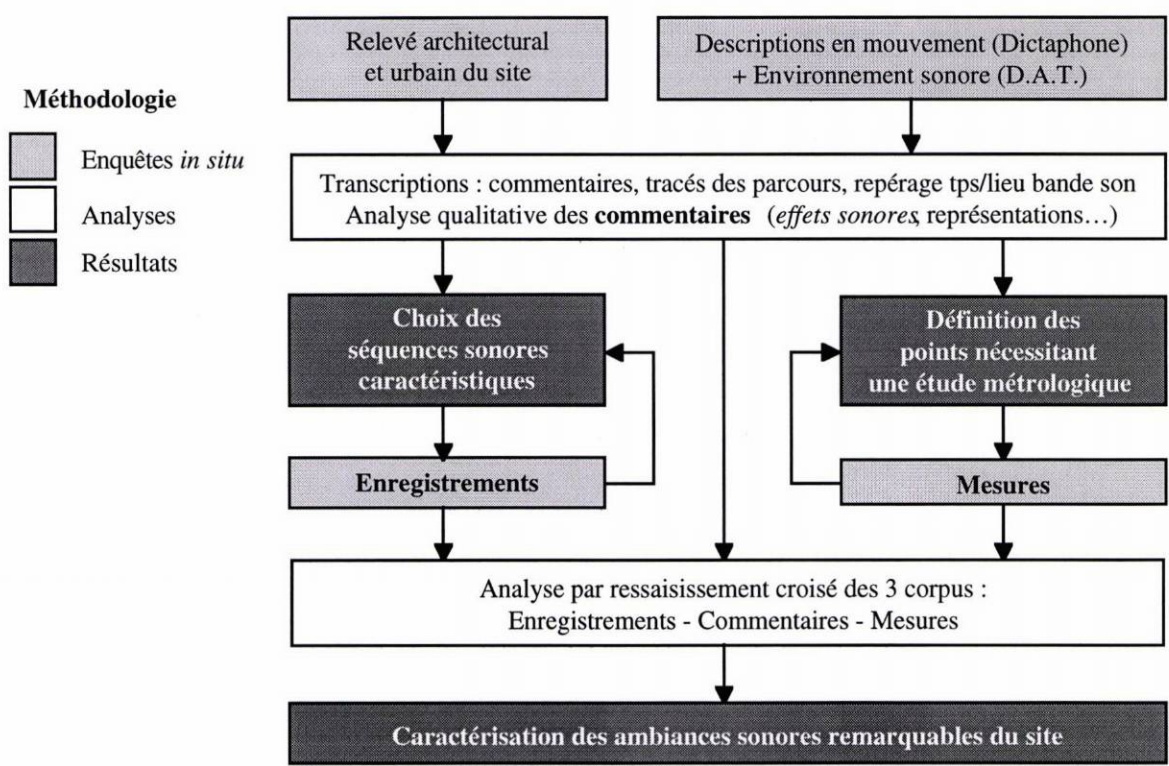 Relevé architectural
et urbain du site
Descriptions en mouvement (Dictaphone)
+ Environnement sonore (D.A.T.)
Méthodologie
Enquêtes in situ
Analyses
Résultats
Transcriptions : commentaires, tracés des parcours, repérage tps/lieu bande son
Analyse qualitative des commentaires (effets sonores, représentations…)
Choix des
séquences sonores
caractéristiques
Définition des
points nécessitant
une étude métrologique
Enregistrements
Mesures
Analyse par ressaisissement croisé des 3 corpus :
Enregistrements - Commentaires - Mesures
Caractérisation des ambiances sonores remarquables du site